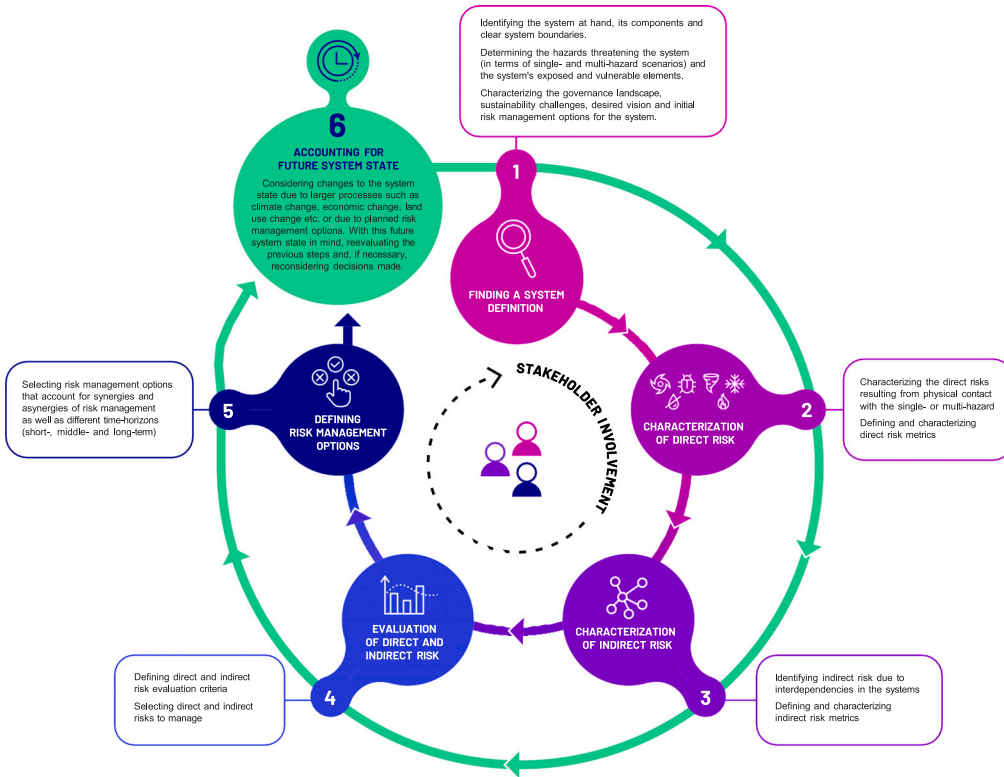 Identifying the system at hand, its components and
clear system boundaries.
Determining the hazards threatening the system
(in terms of single- and multi-hazard scenarios) and
the system's exposed and vulnerable elements.
Characterizing the governance landscape,
sustainability challenges, desired vision and initial
risk management options for the system.
1
FINDING A SYSTEM
DEFINITION
2
CHARACTERIZATION
OF DIRECT RISK
Characterizing the direct risks
resulting from physical contact
with the single- or multi-hazard
Defining and characterizing
direct risk metrics
3
CHARACTERIZATION
OF INDIRECT RISK
Identifying indirect risk due to
interdependencies in the systems
Defining and characterizing
indirect risk metrics
4
EVALUATION
OF DIRECT AND
INDIRECT RISK
Defining direct and indirect
risk evaluation criteria
Selecting direct and indirect
risks to manage
5
DEFINING
RISK MANAGEMENT
OPTIONS
Selecting risk management options
that account for synergies and
asynergies of risk management
as well as different time-horizons
(short-, middle- and long-term)
6
ACCOUNTING FOR
FUTURE SYSTEM STATE
Considering changes to the system
state due to larger processes such as
climate change, economic change, land
use change etc. or due to planned risk
management options. With this future
system state in mind, reevaluating the
previous steps and, if necessary,
reconsidering decisions made.
STAKEHOLDER INVOLVEMENT